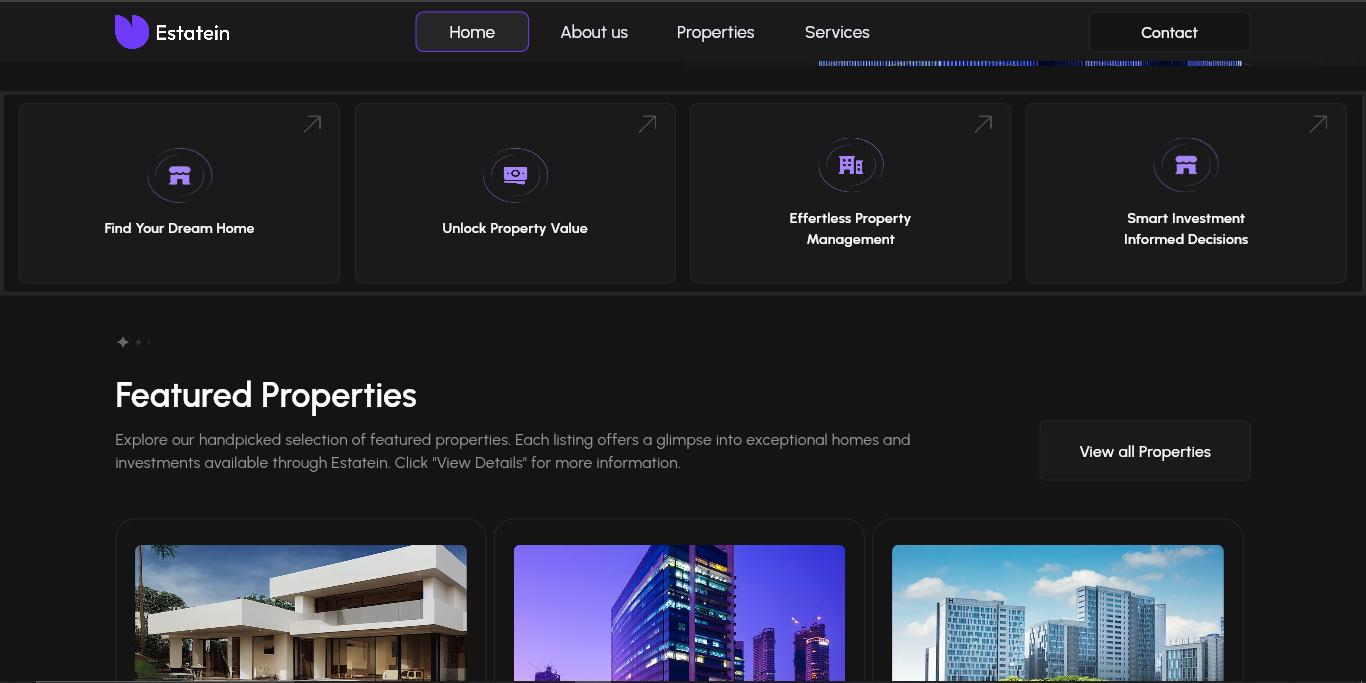 Estatein
Home
About us
Properties
Services
Contact
Find Your Dream Home
Unlock Property Value
Effertless Property
Management
Smart Investment
Informed Decisions
Featured Properties
Explore our handpicked selection of featured properties. Each listing offers a glimpse into exceptional homes and
investments available through Estatein. Click "View Details" for more information.
View all Properties